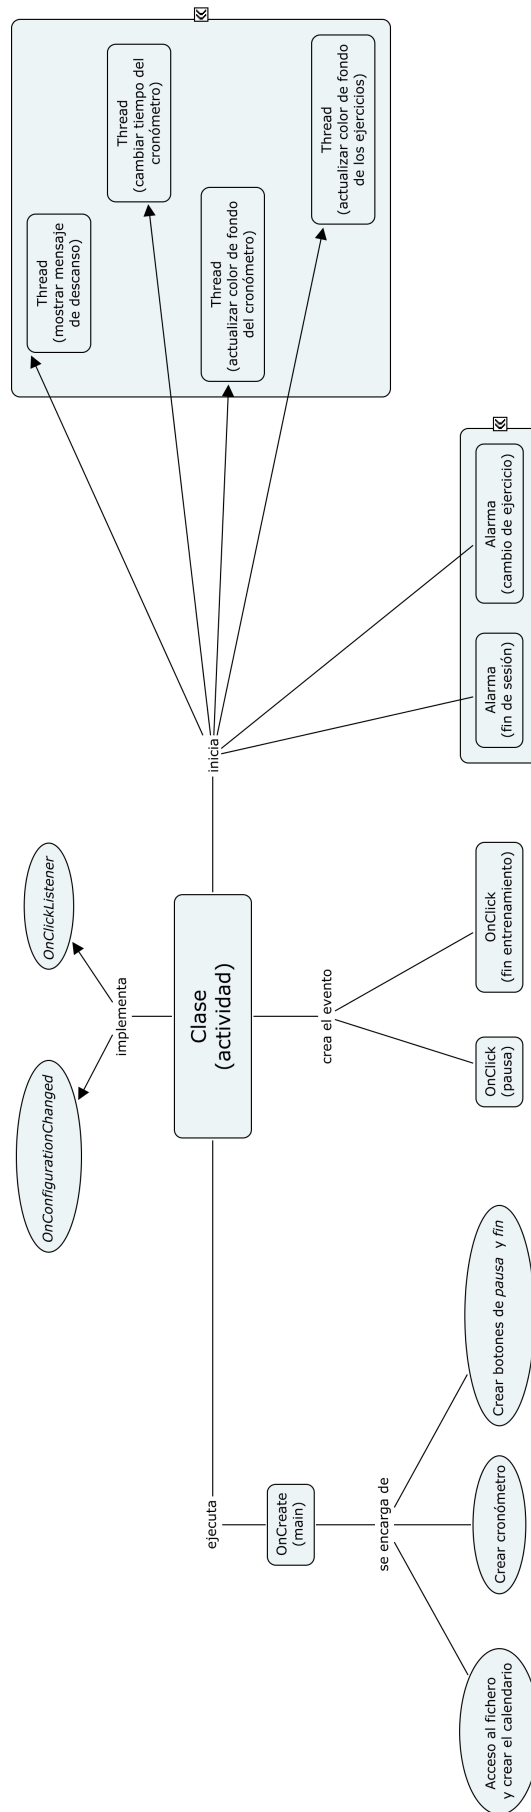 OnConfigurationChanged
OnClickListener
implementa
Clase
(actividad)
ejecuta
OnCreate
(main)
se encarga de
Acceso al fichero
y crear el calendario
Crear cronómetro
Crear botones de pausa y fin
crea el evento
OnClick
(pausa)
OnClick
(fin entrenamiento)
inicia
Thread
(mostrar mensaje
de descanso)
Thread
(cambiar tiempo del
cronómetro)
Thread
(actualizar color de fondo
del cronómetro)
Thread
(actualizar color de fondo
de los ejercicios)
Alarma
(fin de sesión)
Alarma
(cambio de ejercicio)